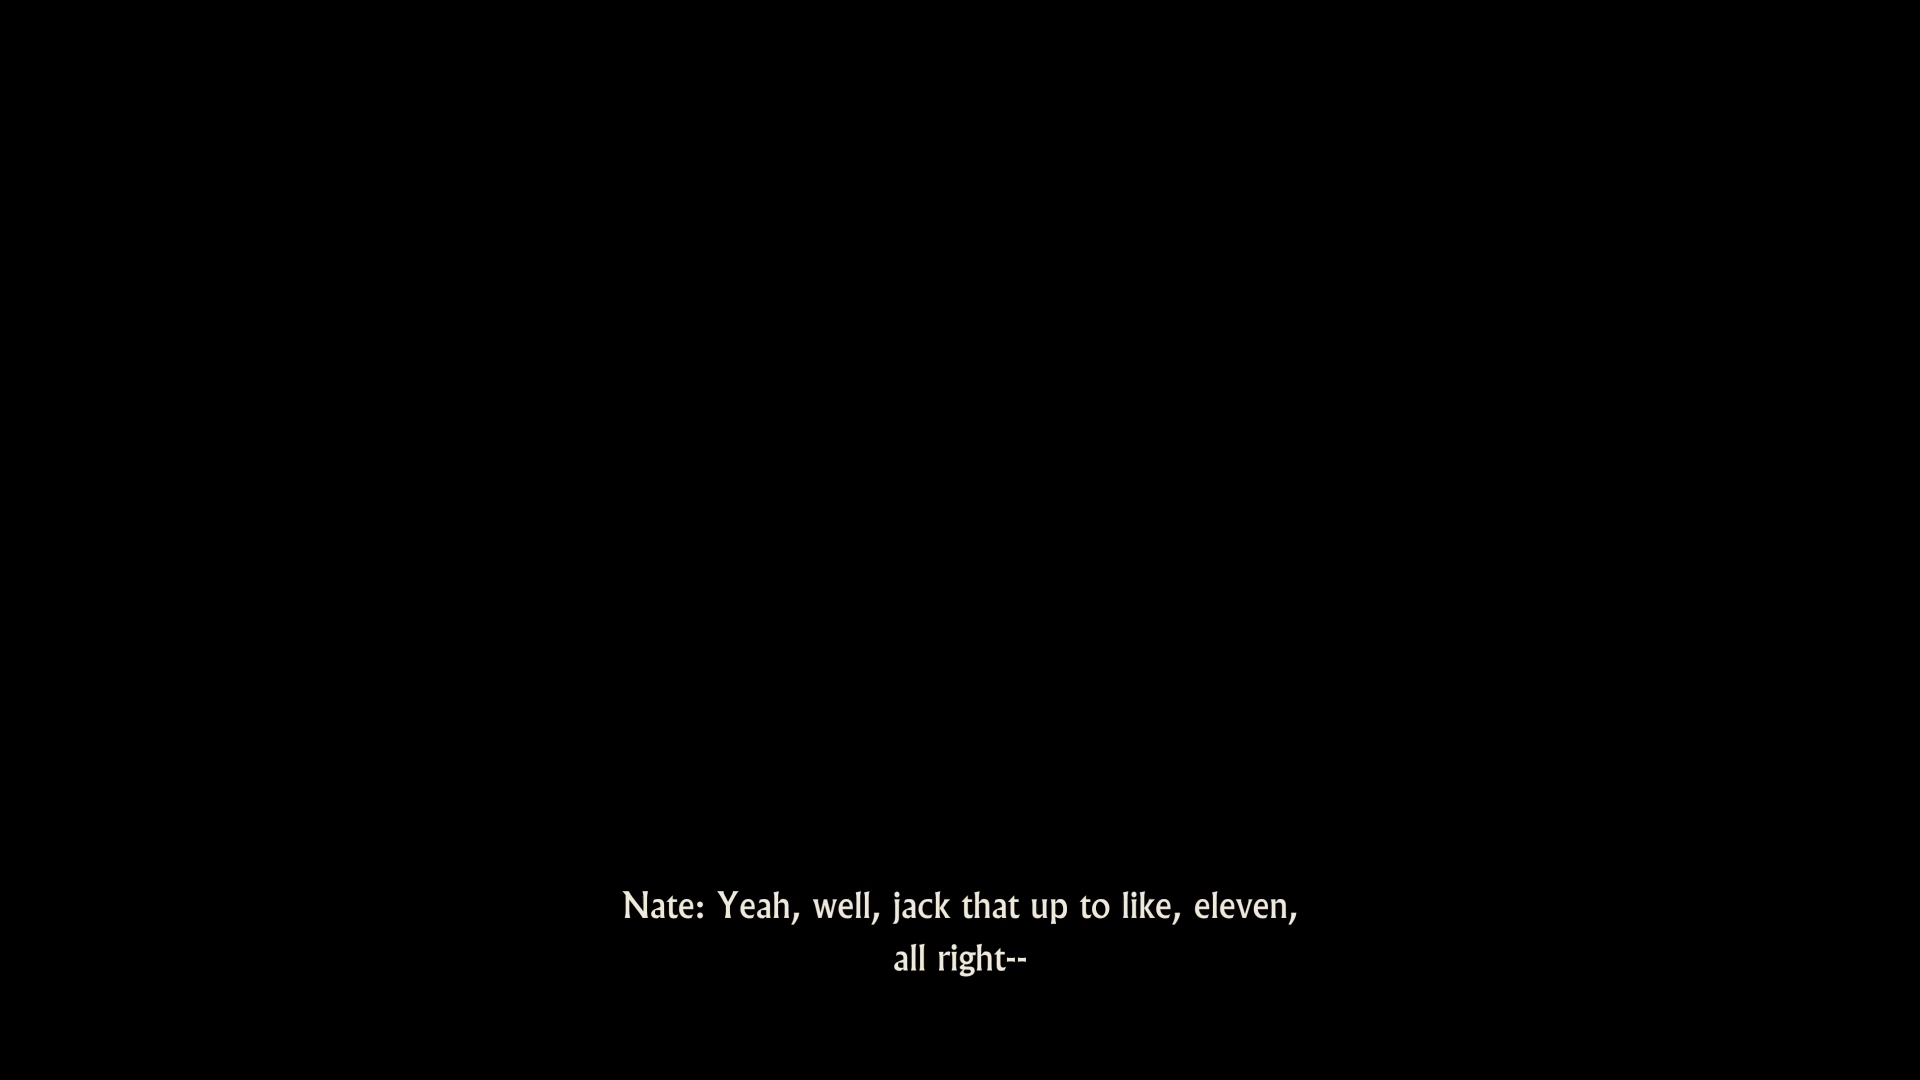 Nate: Yeah, well, jack that up to like, eleven,
all right--